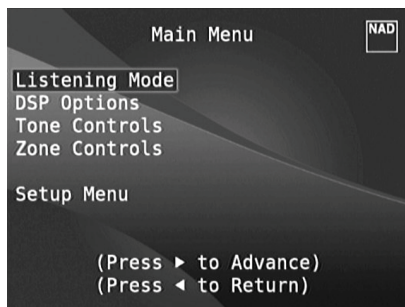 Main Menu
NAD
Listening Mode
DSP Options
Tone Controls
Zone Controls
Setup Menu
(Press ▶ to Advance)
(Press ◀ to Return)